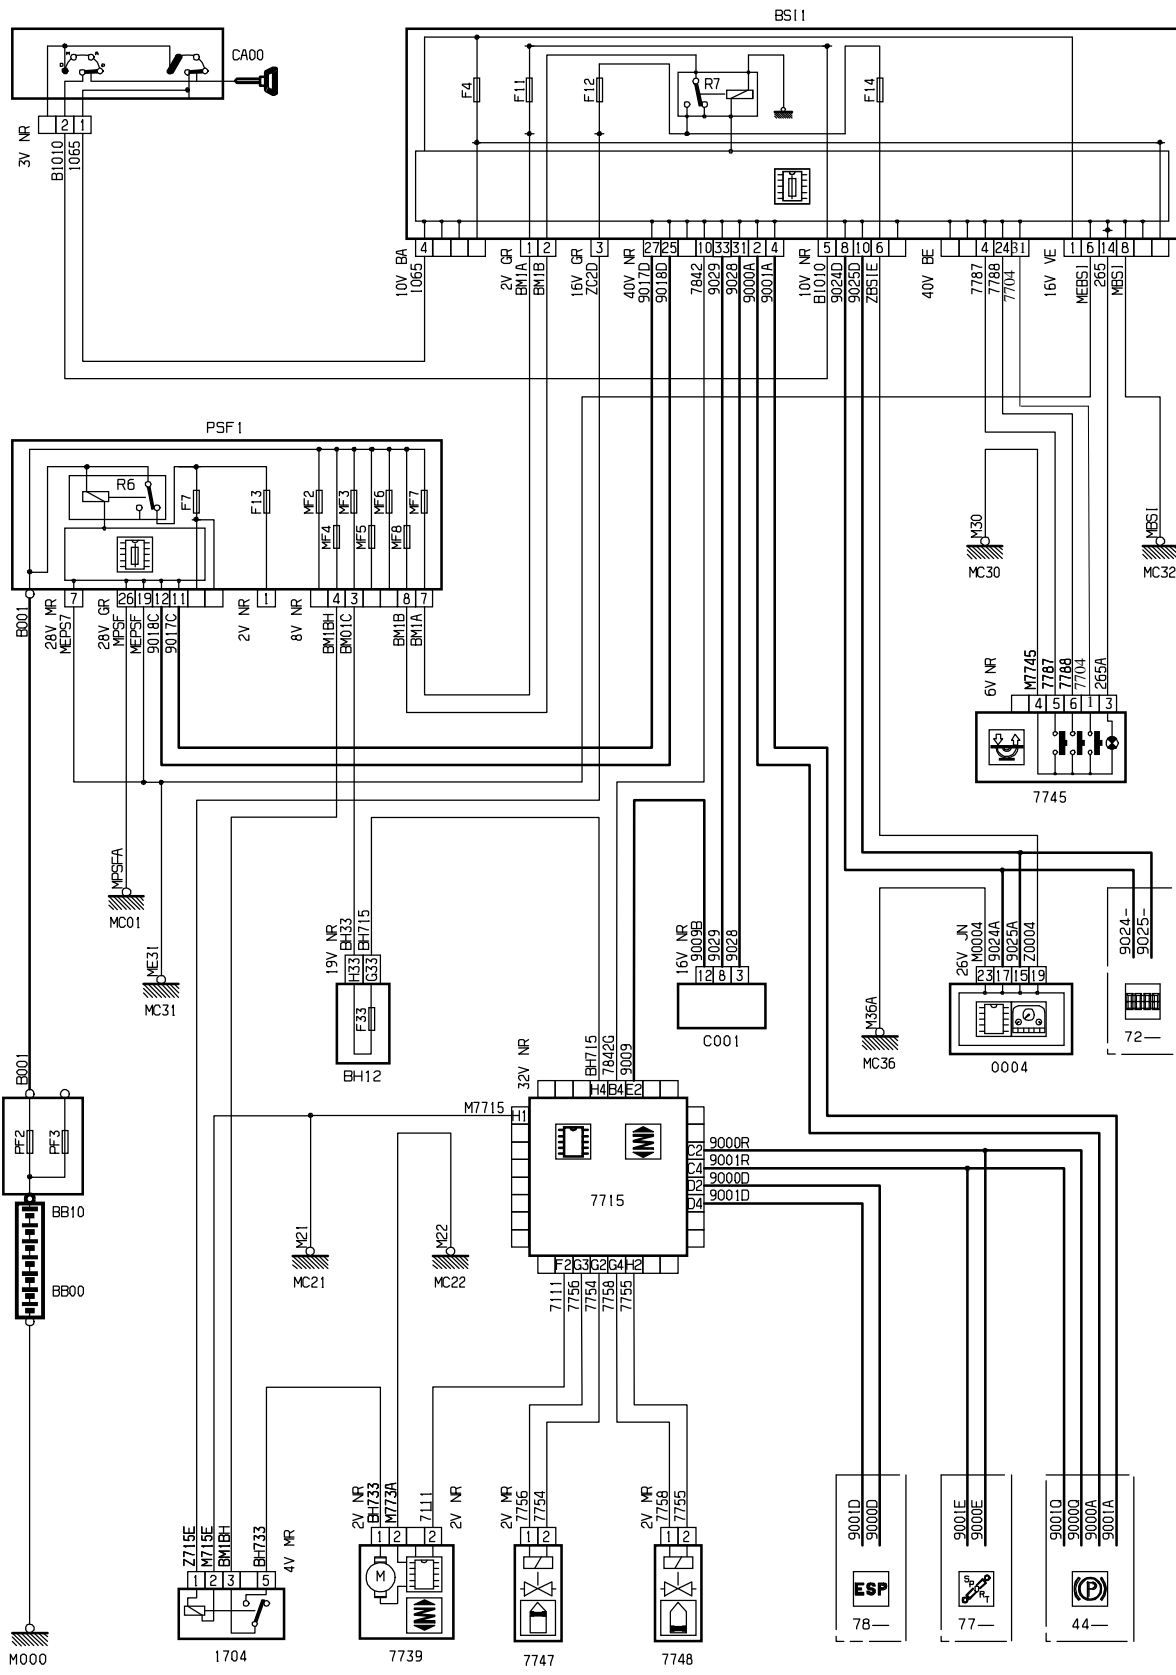 BSI1
CA00
F4
F11
F12
R7
F14
3V NR
2 1
B1010
1065
4 1 2 3 27 25 10 33 31 2 4 5 8 10 6 4 24 31 1 6 14 8
10V BA
1065
2V GR
BM1A
BM1B
16V GR
ZC2D
40V NR
9017D
9018D
7842
9029
9028
9000A
9001A
10V NR
B1010
9024D
9025D
ZBSIE
40V BE
7787
7788
7704
16V VE
MEBSI
265
MBSI
PSF1
R6
F7
F13
MF2
MF4
MF3
MF5
MF6
MF8
MF7
M30
MC30
MBSI
MC32
7 26 19 12 11 1 4 3 8 7
B001
28V MR
MEPS7
28V GR
MPSF
MEPSF
9018C
9017C
2V NR
8V NR
BM1BH
BM01C
BM1B
BM1A
6V NR
M7745
7787
7788
7704
265A
4 5 6 1 3
7745
MPSFA
MC01
ME31
MC31
19V NR
BH33
BH715
H33 G33
F33
BH12
16V NR
9009B
9029
9028
12 8 3
C001
M36A
MC36
26V JN
M0004
9024A
9025A
Z0004
23 17 15 19
0004
9024-
9025-
72—
B001
PF2
PF3
BB10
BB00
M000
32V NR
BH715
7842G
9009
H4 B4 E2
M7715
H1
7715
C2 9000R
C4 9001R
D2 9000D
D4 9001D
F2 G3 G2 G4 H2
7111
7756
7754
7758
7755
M21
MC21
M22
MC22
Z715E
M715E
BM1BH
BH733
4V MR
1 2 3 5
1704
2V NR
BH733
M773A
7111
2V NR
1 2 2
M
7739
2V MR
7756
7754
1 2
7747
2V MR
7758
7755
1 2
7748
9001D
9000D
ESP
78—
9001E
9000E
SP
RT
77—
9001Q
9000Q
9000A
9001A
P
44—